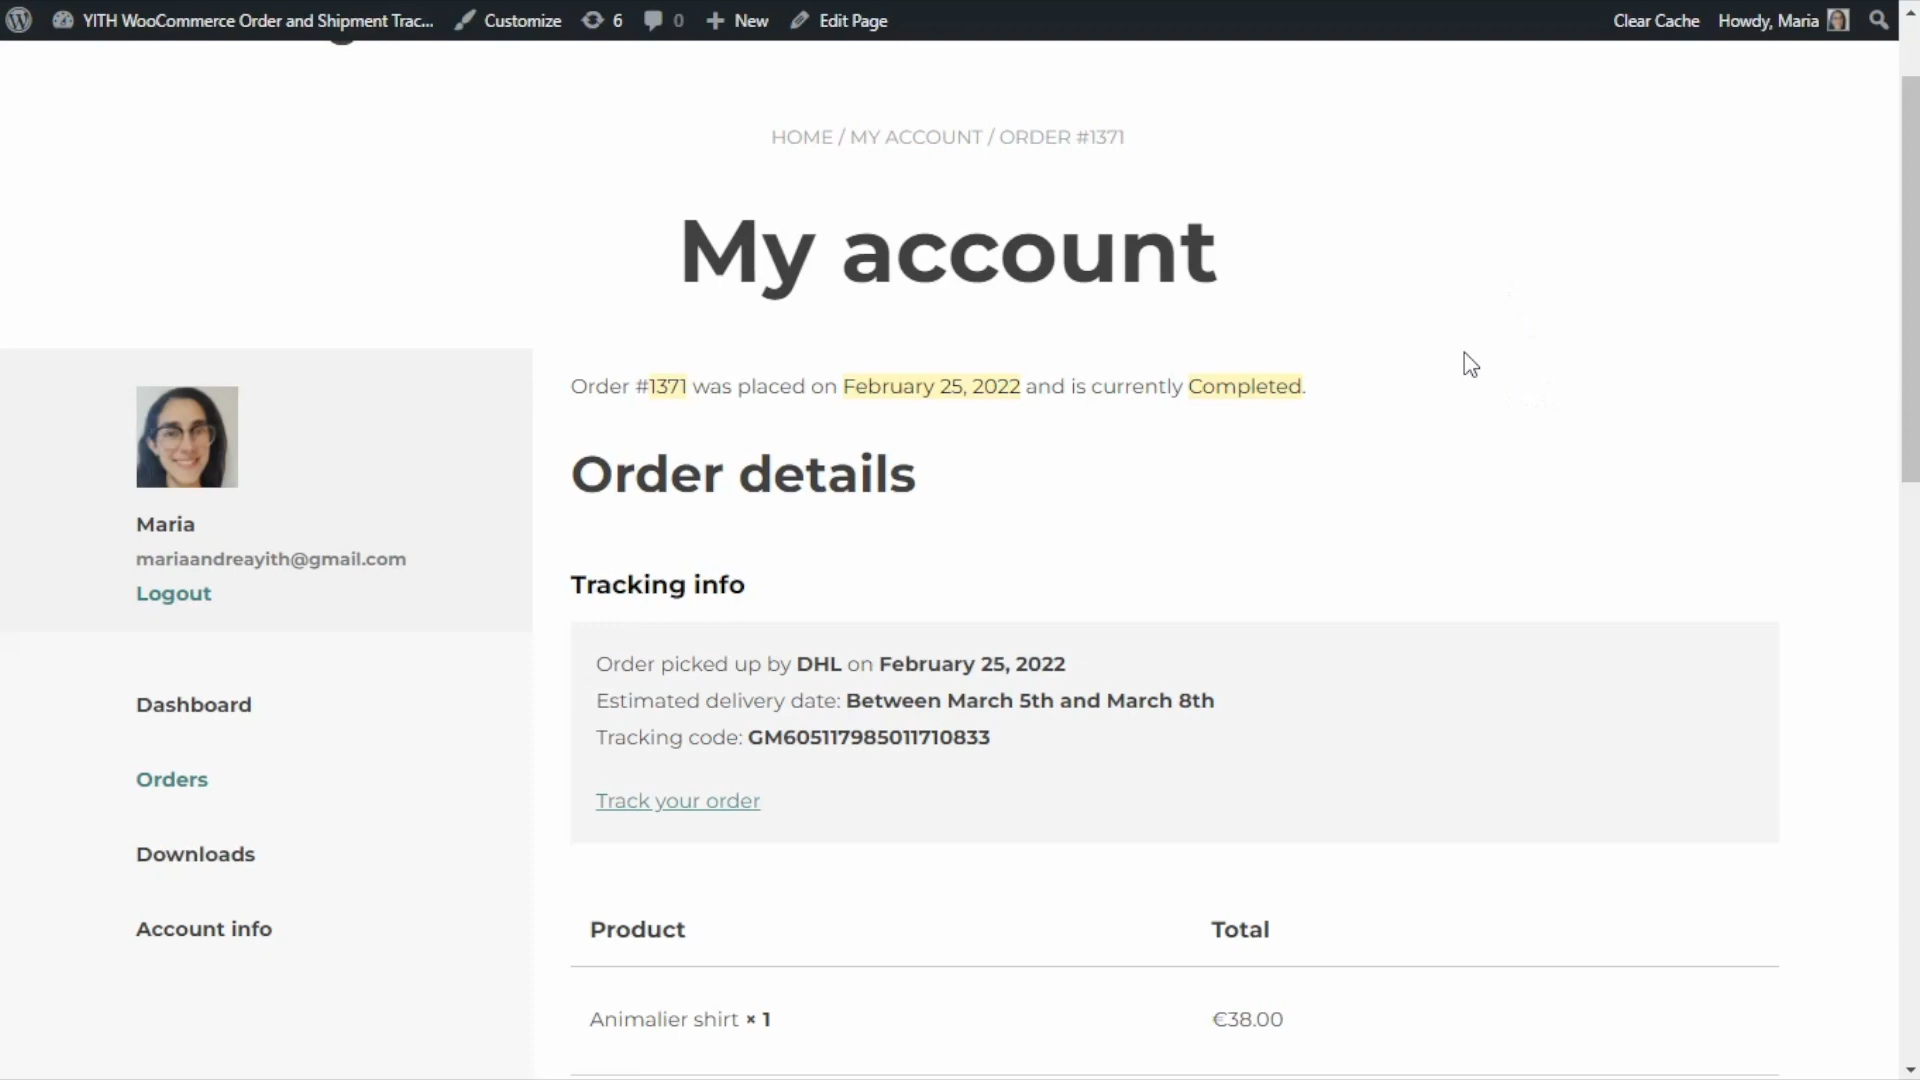 YITH WooCommerce Order and Shipment Trac... Customize 6 0 New Edit Page Clear Cache Howdy, Maria
HOME / MY ACCOUNT / ORDER #1371
My account
Order #1371 was placed on February 25, 2022 and is currently Completed.
Order details
Maria
mariaandreayith@gmail.com
Logout
Tracking info
Order picked up by DHL on February 25, 2022
Estimated delivery date: Between March 5th and March 8th
Tracking code: GM605117985011710833
Track your order
Dashboard
Orders
Downloads
Account info
Product Total
Animalier shirt × 1 €38.00